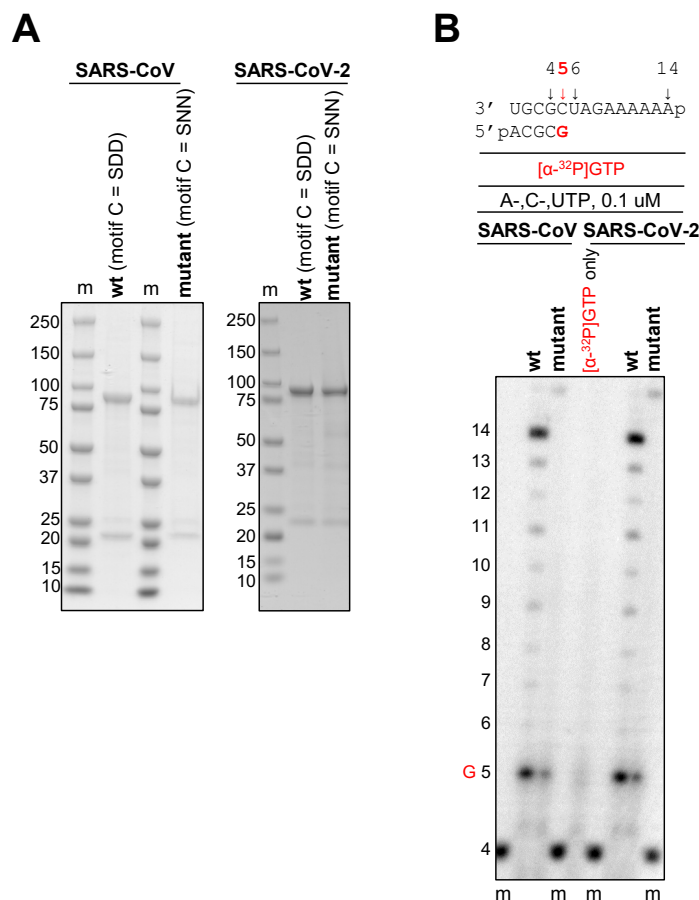 A
SARS-CoV
SARS-CoV-2
m
wt (motif C = SDD)
m
mutant (motif C = SNN)
m
wt (motif C = SDD)
mutant (motif C = SNN)
250
150
100
75
50
37
25
20
15
10
250
150
100
75
50
37
25
20
15
10
B
4 5 6 14
↓ ↓ ↓ ↓
3’ UGCGCUAGAAAAAAp
5’pACGCG
[α-³²P]GTP
A-,C-,UTP, 0.1 uM
SARS-CoV SARS-CoV-2
wt
mutant
[α-³²P]GTP only
wt
mutant
14
13
12
11
10
9
8
7
6
G 5
4
m m m m